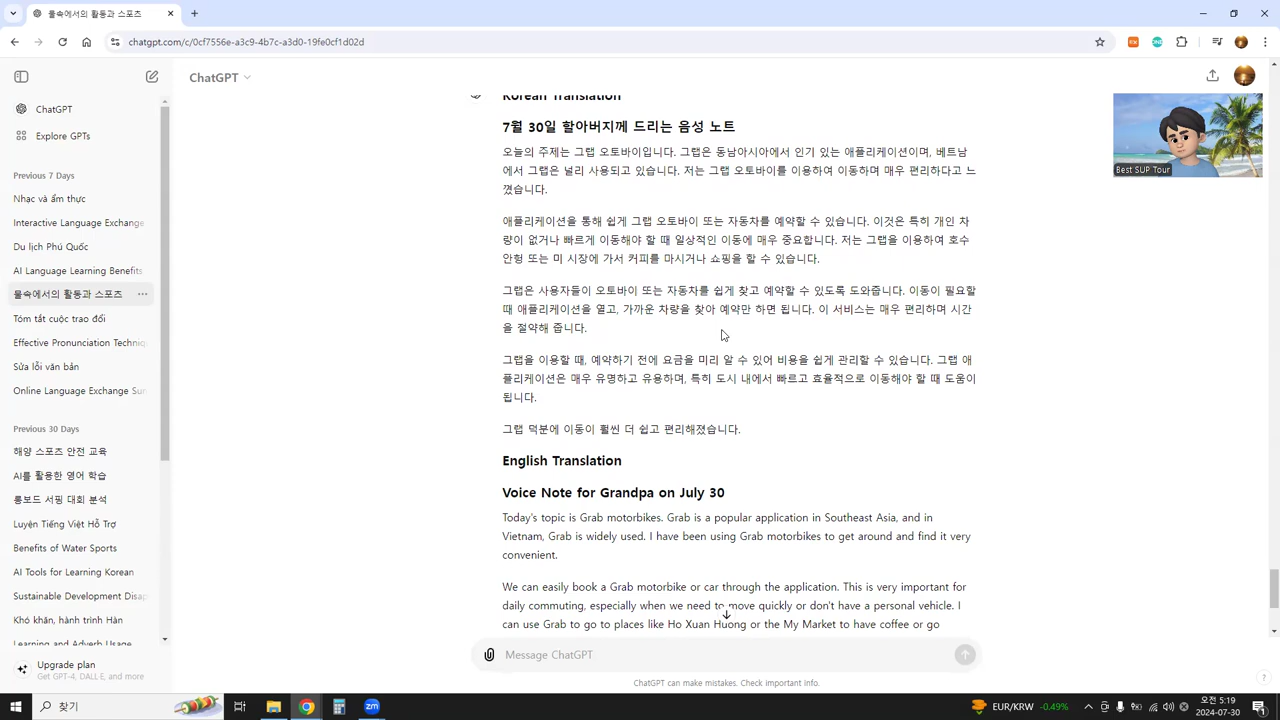 물속에서의 활동과 스포츠
chatgpt.com/c/0cf7556e-a3c9-4b7c-a3d0-19fe0cf1d02d
ChatGPT
ChatGPT
Explore GPTs
Previous 7 Days
Nhạc và ẩm thực
Interactive Language Exchange
Du lịch Phú Quốc
AI Language Learning Benefits
물속에서의 활동과 스포츠
Tóm tắt cuộc trao đổi
Effective Pronunciation Techniq
Sửa lỗi văn bản
Online Language Exchange Sun
Previous 30 Days
해양 스포츠 안전 교육
AI를 활용한 영어 학습
롱보드 서핑 대회 분석
Luyện Tiếng Việt Hỗ Trợ
Benefits of Water Sports
AI Tools for Learning Korean
Sustainable Development Disap
Khó khăn, hành trình Hàn
Learning and Adverb Usage
Upgrade plan
Get GPT-4, DALL·E, and more
Korean Translation
7월 30일 할아버지께 드리는 음성 노트
오늘의 주제는 그랩 오토바이입니다. 그랩은 동남아시아에서 인기 있는 애플리케이션이며, 베트남
에서 그랩은 널리 사용되고 있습니다. 저는 그랩 오토바이를 이용하여 이동하며 매우 편리하다고 느
꼈습니다.
애플리케이션을 통해 쉽게 그랩 오토바이 또는 자동차를 예약할 수 있습니다. 이것은 특히 개인 차
량이 없거나 빠르게 이동해야 할 때 일상적인 이동에 매우 중요합니다. 저는 그랩을 이용하여 호수
안형 또는 미 시장에 가서 커피를 마시거나 쇼핑을 할 수 있습니다.
그랩은 사용자들이 오토바이 또는 자동차를 쉽게 찾고 예약할 수 있도록 도와줍니다. 이동이 필요할
때 애플리케이션을 열고, 가까운 차량을 찾아 예약만 하면 됩니다. 이 서비스는 매우 편리하며 시간
을 절약해 줍니다.
그랩을 이용할 때, 예약하기 전에 요금을 미리 알 수 있어 비용을 쉽게 관리할 수 있습니다. 그랩 애
플리케이션은 매우 유명하고 유용하며, 특히 도시 내에서 빠르고 효율적으로 이동해야 할 때 도움이
됩니다.
그랩 덕분에 이동이 훨씬 더 쉽고 편리해졌습니다.
English Translation
Voice Note for Grandpa on July 30
Today's topic is Grab motorbikes. Grab is a popular application in Southeast Asia, and in
Vietnam, Grab is widely used. I have been using Grab motorbikes to get around and find it very
convenient.
We can easily book a Grab motorbike or car through the application. This is very important for
daily commuting, especially when we need to move quickly or don't have a personal vehicle. I
can use Grab to go to places like Ho Xuan Huong or the My Market to have coffee or go
Message ChatGPT
ChatGPT can make mistakes. Check important info.
Best SUP Tour
찾기
EUR/KRW -0.49%
오전 5:19
2024-07-30